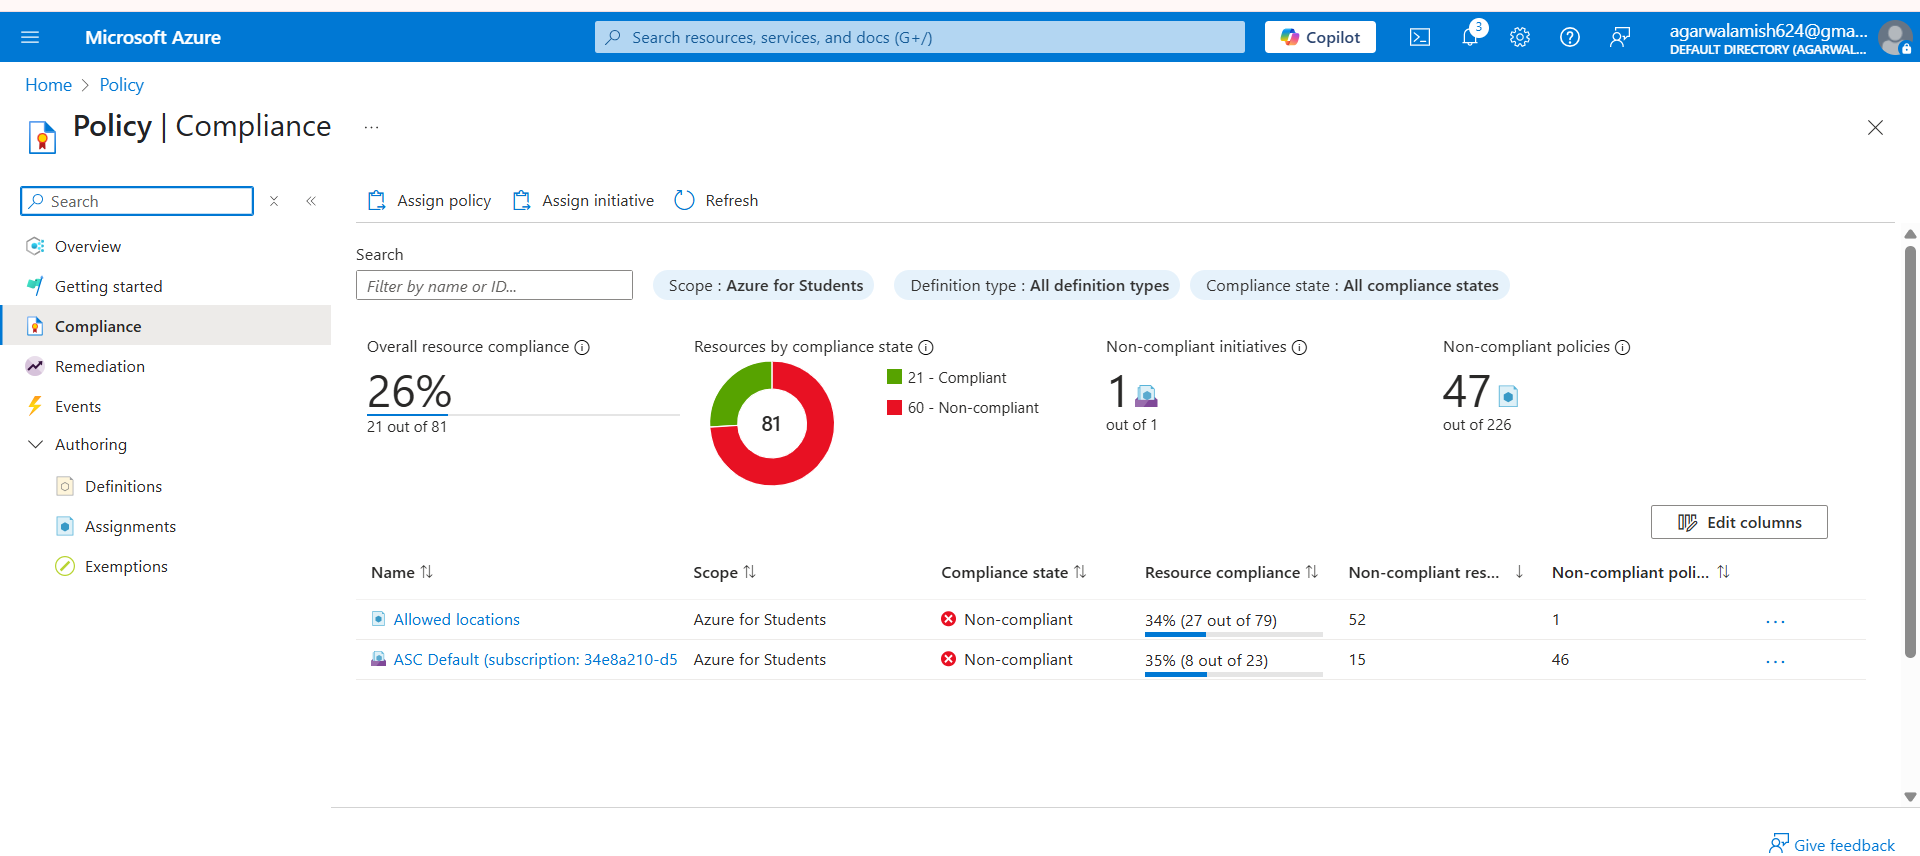 Microsoft Azure
Search resources, services, and docs (G+/)
Copilot
3
agarwalamish624@gma...
DEFAULT DIRECTORY (AGARWAL...
Home > Policy
Policy | Compliance
...
Search
Overview
Getting started
Compliance
Remediation
Events
Authoring
Definitions
Assignments
Exemptions
Assign policy
Assign initiative
Refresh
Search
Filter by name or ID...
Scope : Azure for Students
Definition type : All definition types
Compliance state : All compliance states
Overall resource compliance
26%
21 out of 81
Resources by compliance state
81
21 - Compliant
60 - Non-compliant
Non-compliant initiatives
1
out of 1
Non-compliant policies
47
out of 226
Edit columns
Name Scope Compliance state Resource compliance Non-compliant res... Non-compliant poli...
Allowed locations Azure for Students Non-compliant 34% (27 out of 79) 52 1 ...
ASC Default (subscription: 34e8a210-d5 Azure for Students Non-compliant 35% (8 out of 23) 15 46 ...
Give feedback